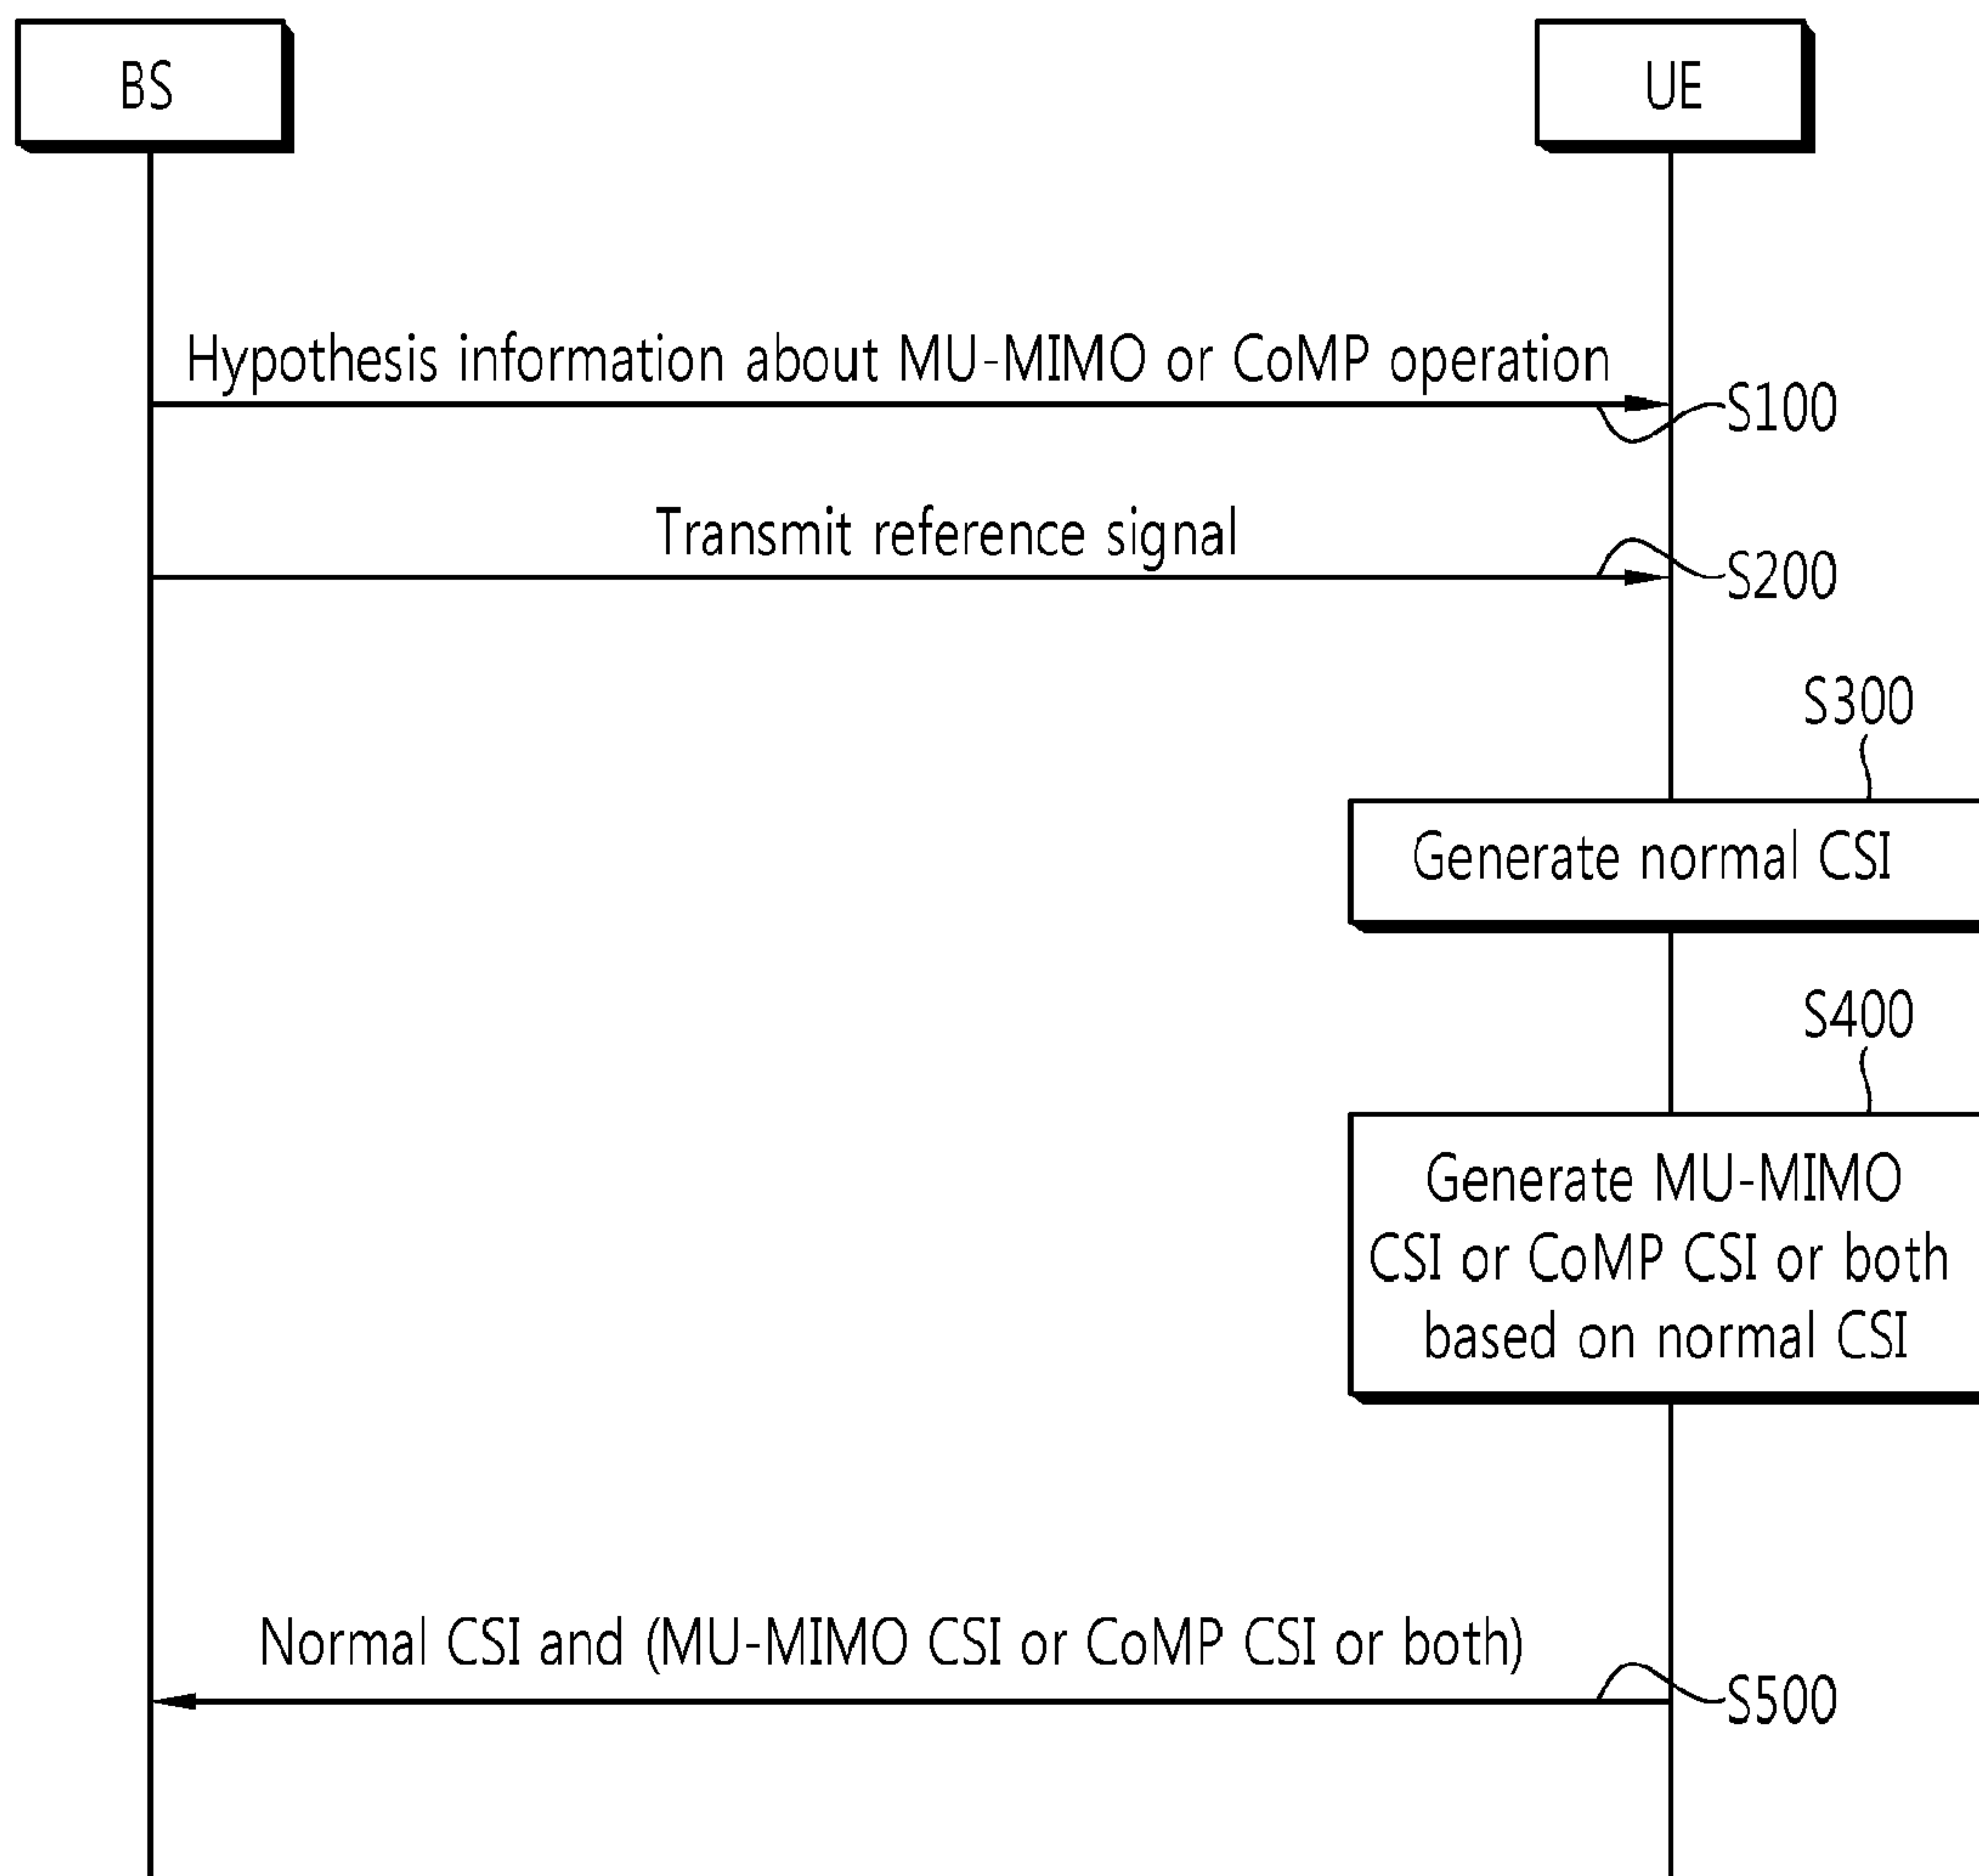 BS
UE
Hypothesis information about MU-MIMO or CoMP operation
S100
Transmit reference signal
S200
S300
Generate normal CSI
S400
Generate MU-MIMO
CSI or CoMP CSI or both
based on normal CSI
Normal CSI and (MU-MIMO CSI or CoMP CSI or both)
S500